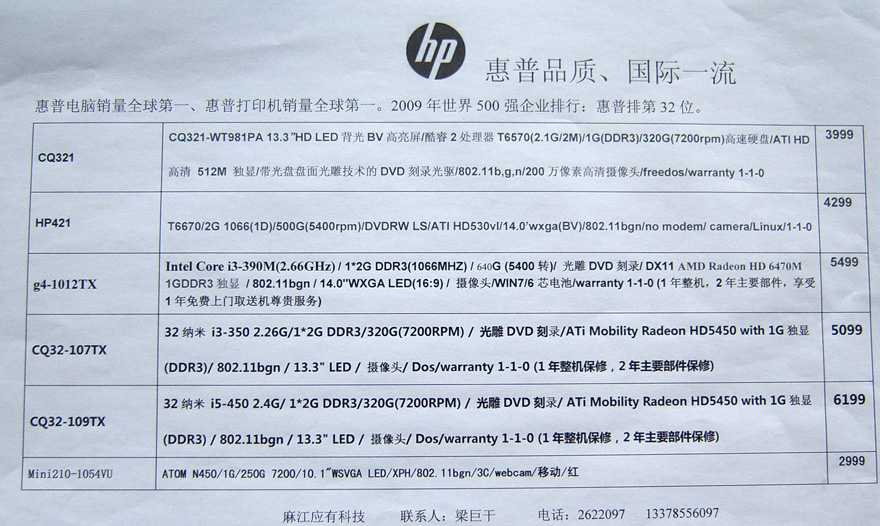 hp 惠普品质、国际一流
惠普电脑销量全球第一、惠普打印机销量全球第一。2009 年世界 500 强企业排行：惠普排第 32 位。
CQ321
CQ321-WT981PA 13.3"HD LED 背光 BV 高亮屏/酷睿 2 处理器 T6570(2.1G/2M)/1G(DDR3)/320G(7200rpm)高速硬盘/ATI HD
高清 512M 独显/带光盘盘面光雕技术的 DVD 刻录光驱/802.11b,g,n/200 万像素高清摄像头/freedos/warranty 1-1-0
3999
HP421
T6670/2G 1066(1D)/500G(5400rpm)/DVDRW LS/ATI HD530vl/14.0'wxga(BV)/802.11bgn/no modem/ camera/Linux/1-1-0
4299
g4-1012TX
Intel Core i3-390M(2.66GHz) / 1*2G DDR3(1066MHZ) / 640G (5400 转)/ 光雕 DVD 刻录/ DX11 AMD Radeon HD 6470M
1GDDR3 独显 / 802.11bgn / 14.0"WXGA LED(16:9) / 摄像头/WIN7/6 芯电池/warranty 1-1-0 (1 年整机，2 年主要部件，享受
1 年免费上门取送机尊贵服务)
5499
CQ32-107TX
32 纳米 i3-350 2.26G/1*2G DDR3/320G(7200RPM) / 光雕 DVD 刻录/ATi Mobility Radeon HD5450 with 1G 独显
(DDR3)/ 802.11bgn / 13.3" LED / 摄像头/ Dos/warranty 1-1-0 (1 年整机保修，2 年主要部件保修)
5099
CQ32-109TX
32 纳米 i5-450 2.4G/ 1*2G DDR3/320G(7200RPM) / 光雕 DVD 刻录/ ATi Mobility Radeon HD5450 with 1G 独显
(DDR3) / 802.11bgn / 13.3" LED / 摄像头/ Dos/warranty 1-1-0 (1 年整机保修，2 年主要部件保修)
6199
Mini210-1054VU
ATOM N450/1G/250G 7200/10.1"WSVGA LED/XPH/802.11bgn/3C/webcam/移动/红
2999
麻江应有科技 联系人：梁巨干 电话：2622097 13378556097